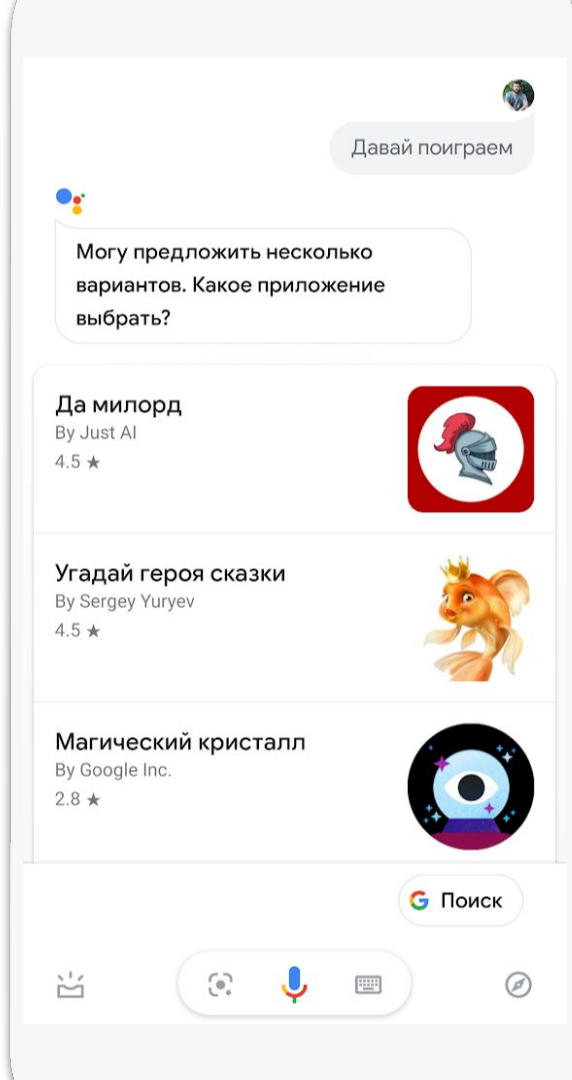 Давай поиграем
Могу предложить несколько
вариантов. Какое приложение
выбрать?
Да милорд
By Just AI
4.5 ★
Угадай героя сказки
By Sergey Yuryev
4.5 ★
Магический кристалл
By Google Inc.
2.8 ★
Поиск